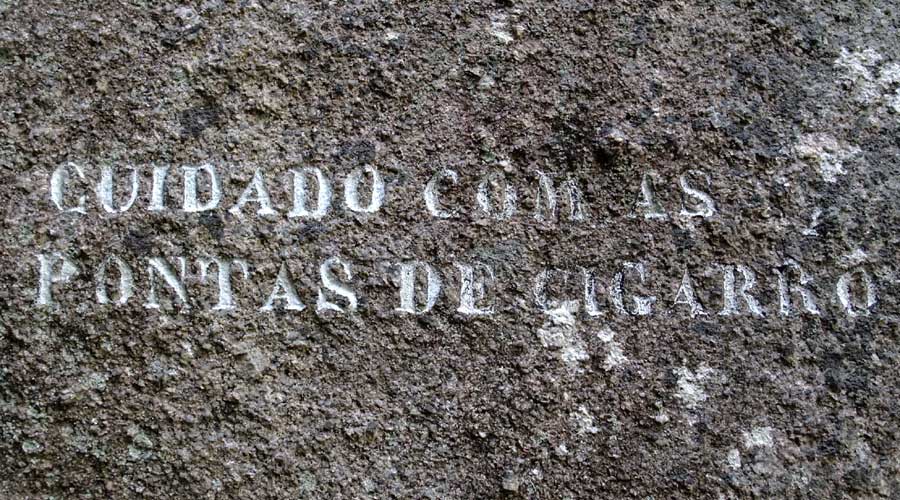 CUIDADO COM AS
PONTAS DE CIGARRO